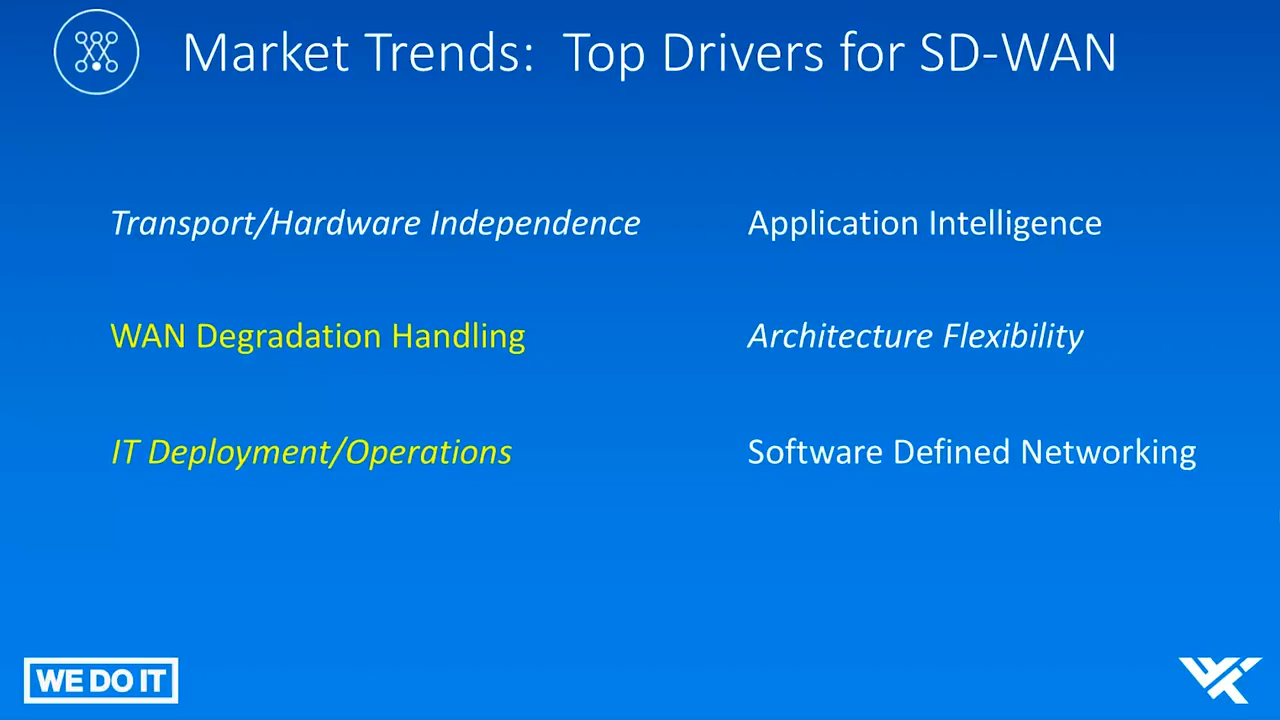 Market Trends:  Top Drivers for SD-WAN
Transport/Hardware Independence
Application Intelligence
WAN Degradation Handling
Architecture Flexibility
IT Deployment/Operations
Software Defined Networking
WE DO IT